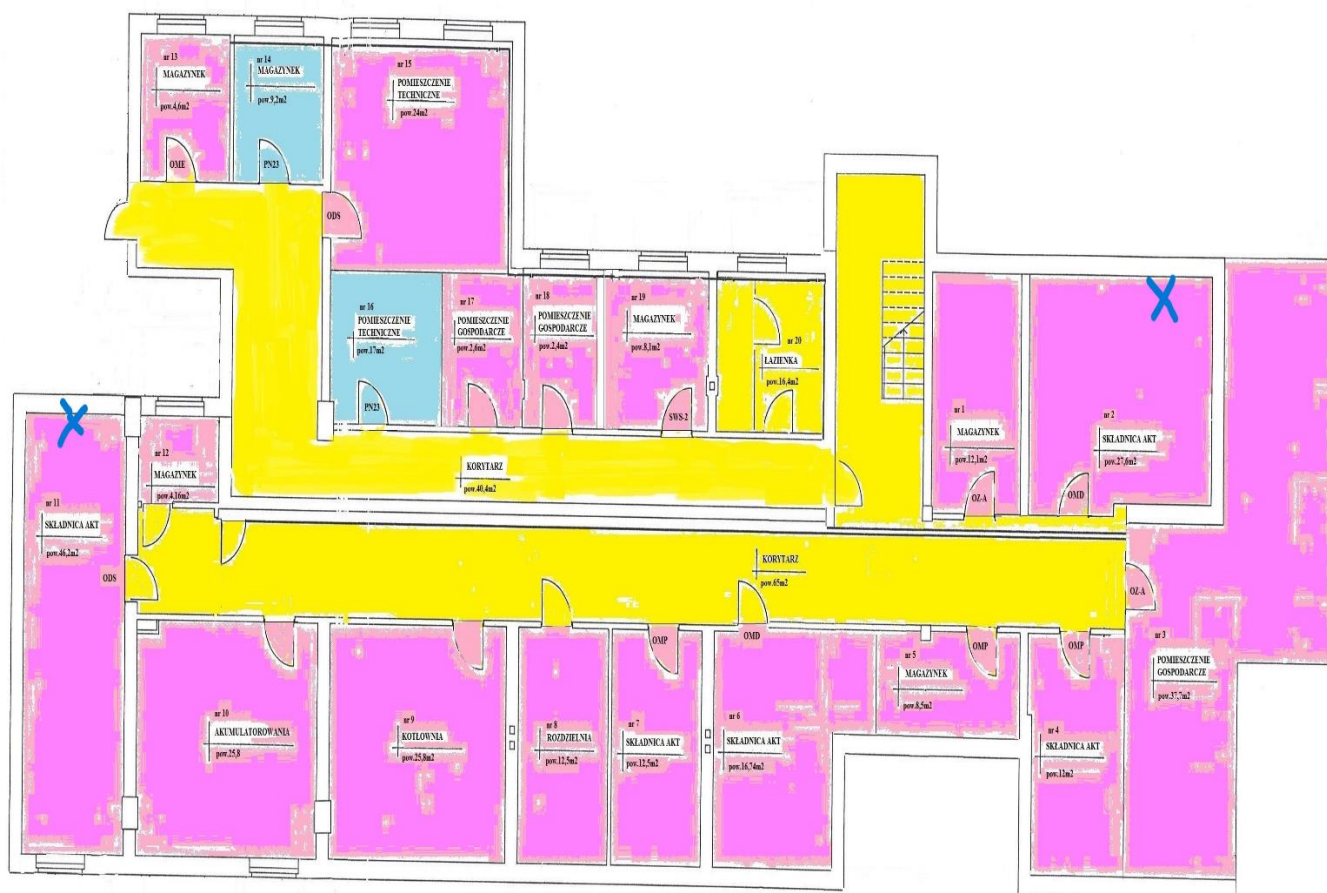 nr 13
MAGAZYNEK
pow.4,6m2
OME
nr 14
MAGAZYNEK
pow.9,2m2
PN23
nr 15
POMIESZCZENIE
TECHNICZNE
pow.24m2
ODS
nr 16
POMIESZCZENIE
TECHNICZNE
pow.17m2
PN23
nr 17
POMIESZCZENIE
GOSPODARCZE
pow.2,6m2
nr 18
POMIESZCZENIE
GOSPODARCZE
pow.2,4m2
nr 19
MAGAZYNEK
pow.8,1m2
SWS-2
nr 20
ŁAZIENKA
pow.16,4m2
nr 1
MAGAZYNEK
pow.12,1m2
OZ-A
nr 2
SKŁADNICA AKT
pow.27,6m2
OMD
KORYTARZ
pow.40,4m2
nr 12
MAGAZYNEK
pow.4,16m2
nr 11
SKŁADNICA AKT
pow.46,2m2
ODS
KORYTARZ
pow.65m2
OZ-A
nr 10
AKUMULATOROWANIA
pow.25,8
nr 9
KOTŁOWNIA
pow.25,8m2
nr 8
ROZDZIELNIA
pow.12,5m2
OMP
nr 7
SKŁADNICA AKT
pow.12,5m2
OMD
nr 6
SKŁADNICA AKT
pow.16,74m2
nr 5
MAGAZYNEK
pow.8,5m2
OMP
OMP
nr 4
SKŁADNICA AKT
pow.12m2
nr 3
POMIESZCZENIE
GOSPODARCZE
pow.37,7m2